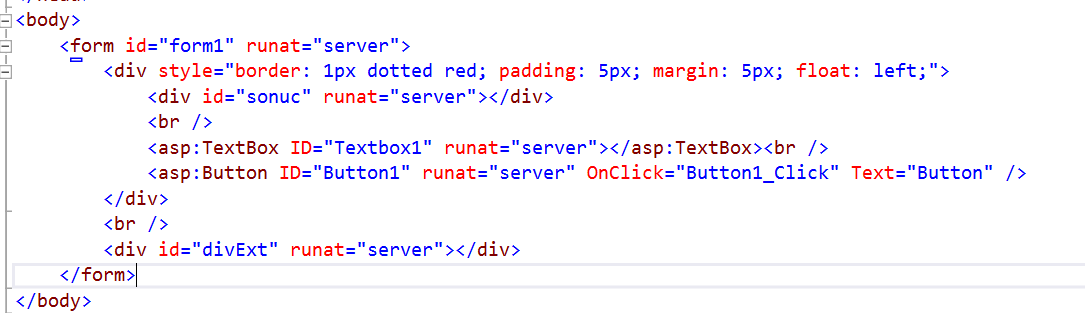 <body>
<form id="form1" runat="server">
<div style="border: 1px dotted red; padding: 5px; margin: 5px; float: left;">
<div id="sonuc" runat="server"></div>
<br />
<asp:TextBox ID="Textbox1" runat="server"></asp:TextBox><br />
<asp:Button ID="Button1" runat="server" OnClick="Button1_Click" Text="Button" />
</div>
<br />
<div id="divExt" runat="server"></div>
</form>
</body>